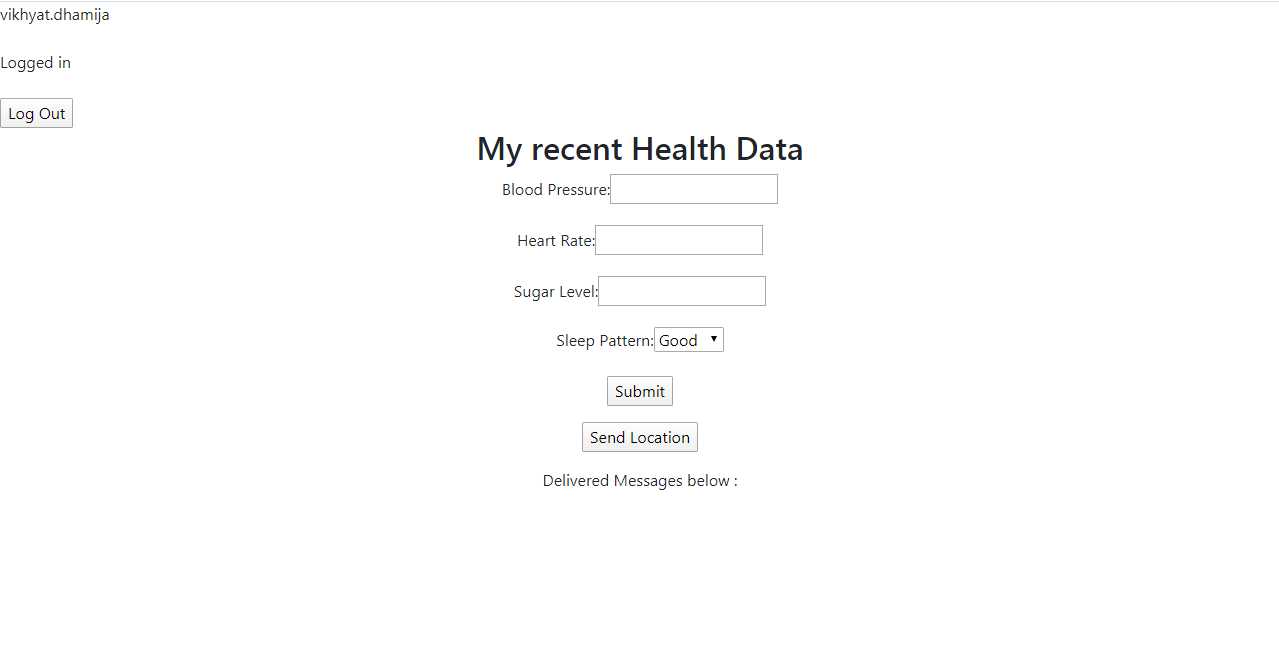 vikhyat.dhamija
Logged in
Log Out
My recent Health Data
Blood Pressure:
Heart Rate:
Sugar Level:
Sleep Pattern: Good
Submit
Send Location
Delivered Messages below :